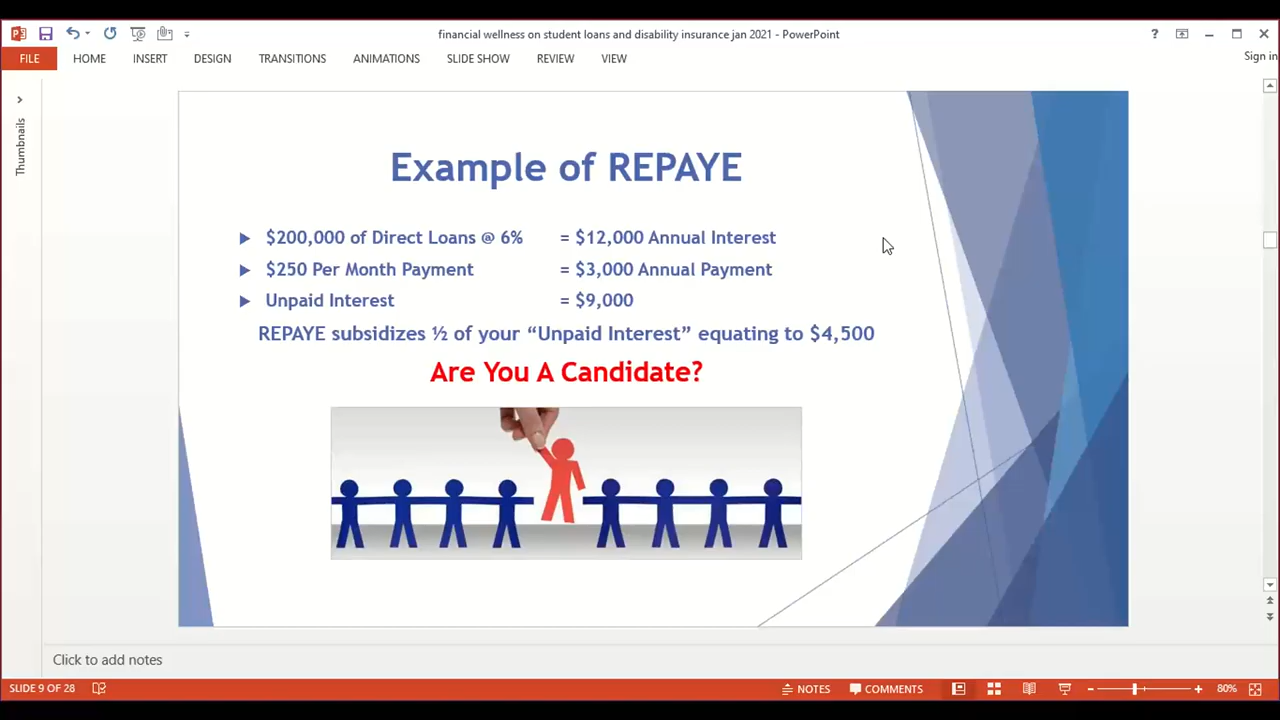 financial wellness on student loans and disability insurance jan 2021 - PowerPoint
?
FILE HOME INSERT DESIGN TRANSITIONS ANIMATIONS SLIDE SHOW REVIEW VIEW Sign in
Thumbnails
Example of REPAYE
$200,000 of Direct Loans @ 6% = $12,000 Annual Interest
$250 Per Month Payment = $3,000 Annual Payment
Unpaid Interest = $9,000
REPAYE subsidizes ½ of your “Unpaid Interest” equating to $4,500
Are You A Candidate?
Click to add notes
SLIDE 9 OF 28 NOTES COMMENTS 80%